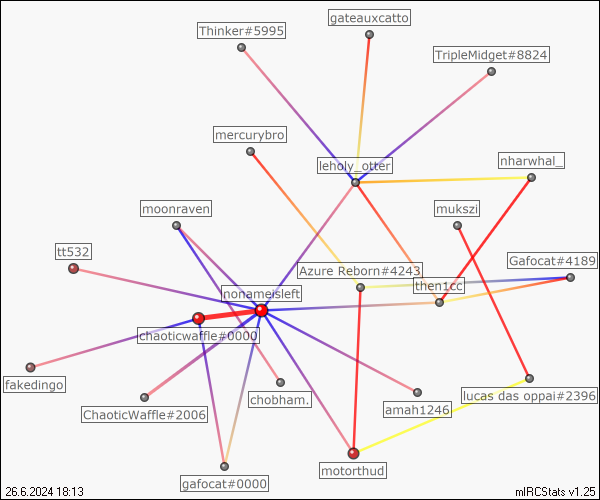 gateauxcatto
Thinker#5995
TripleMidget#8824
mercurybro
leholy_otter
nharwhal_
moonraven
mukszi
tt532
Gafocat#4189
Azure Reborn#4243
then1cc
nonameisleft
chaoticwaffle#0000
fakedingo
ChaoticWaffle#2006
chobham.
amah1246
lucas das oppai#2396
motorthud
gafocat#0000
26.6.2024 18:13
mIRCStats v1.25